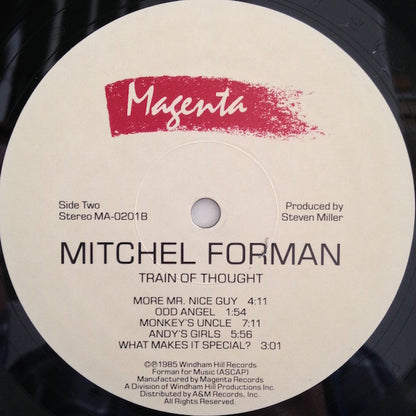 Magenta
Side Two
Stereo MA-0201B
Produced by
Steven Miller
MITCHEL FORMAN
TRAIN OF THOUGHT
MORE MR. NICE GUY 4:11
ODD ANGEL 1:54
MONKEY'S UNCLE 7:11
ANDY'S GIRLS 5:56
WHAT MAKES IT SPECIAL? 3:01
©℗1985 Windham Hill Records
Forman for Music (ASCAP)
Manufactured by Magenta Records
A Division of Windham Hill Productions Inc.
Distributed by A&M Records, Inc.
All Rights Reserved.